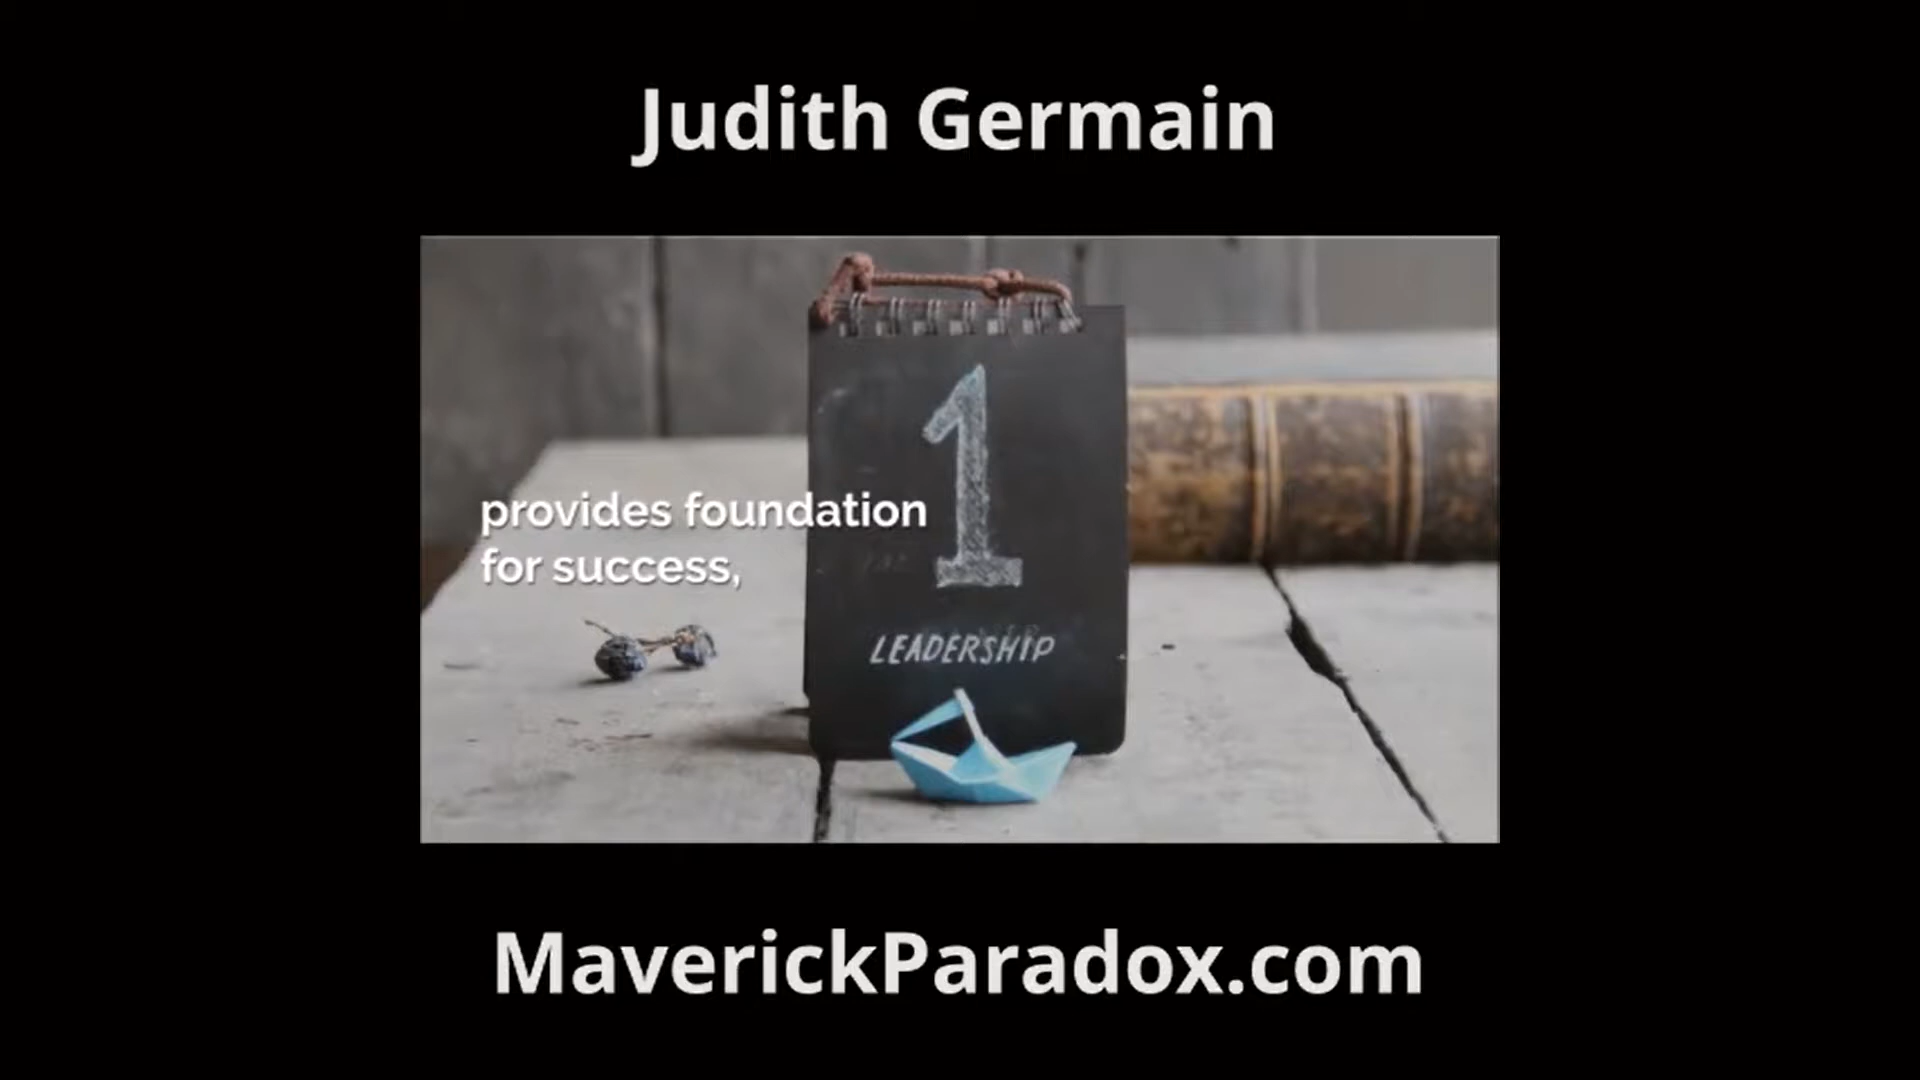 Judith Germain
provides foundation
for success,
1
LEADERSHIP
MaverickParadox.com